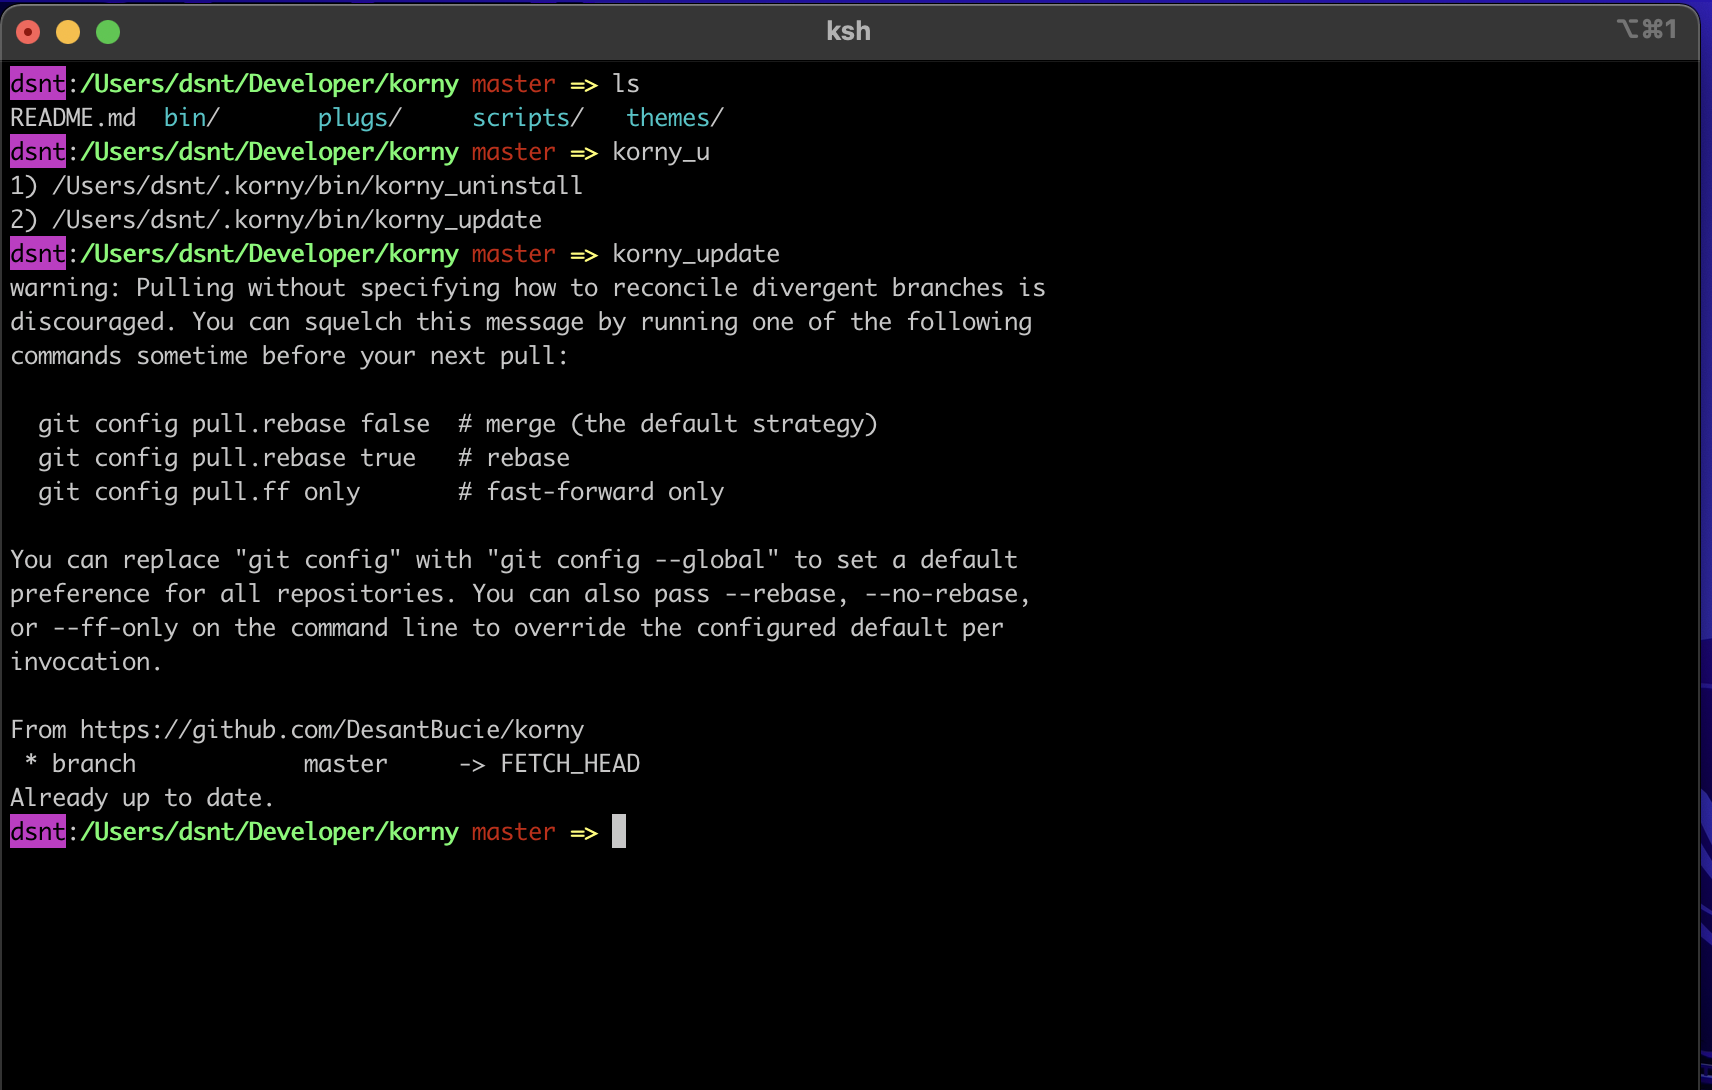 ksh
⌥⌘1
dsnt:/Users/dsnt/Developer/korny master => ls
README.md  bin/       plugs/     scripts/   themes/
dsnt:/Users/dsnt/Developer/korny master => korny_u
1) /Users/dsnt/.korny/bin/korny_uninstall
2) /Users/dsnt/.korny/bin/korny_update
dsnt:/Users/dsnt/Developer/korny master => korny_update
warning: Pulling without specifying how to reconcile divergent branches is
discouraged. You can squelch this message by running one of the following
commands sometime before your next pull:

  git config pull.rebase false  # merge (the default strategy)
  git config pull.rebase true   # rebase
  git config pull.ff only       # fast-forward only

You can replace "git config" with "git config --global" to set a default
preference for all repositories. You can also pass --rebase, --no-rebase,
or --ff-only on the command line to override the configured default per
invocation.

From https://github.com/DesantBucie/korny
 * branch            master     -> FETCH_HEAD
Already up to date.
dsnt:/Users/dsnt/Developer/korny master =>